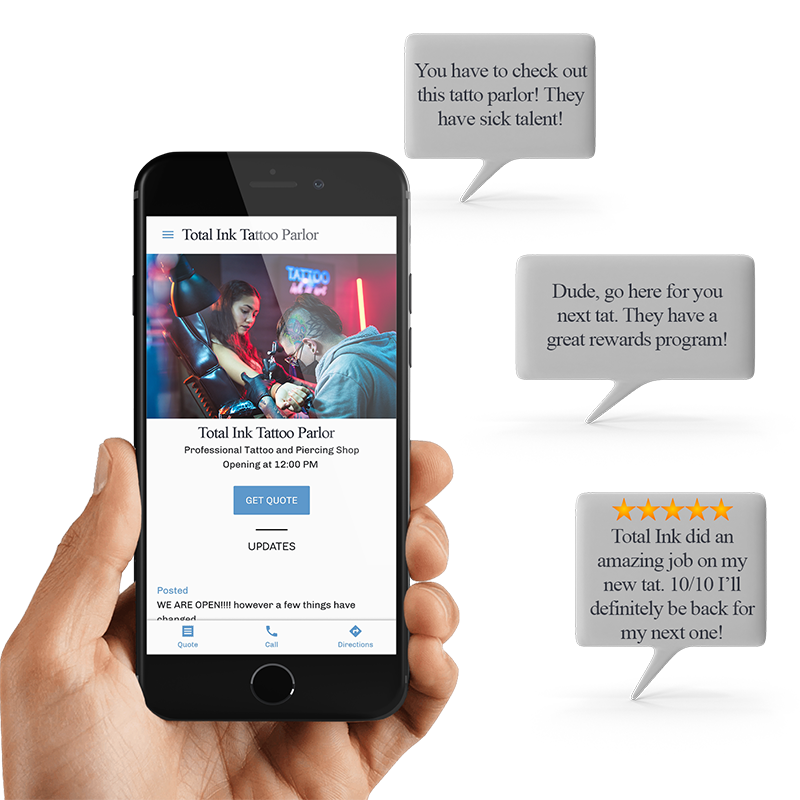 You have to check out
this tatto parlor! They
have sick talent!
Total Ink Tattoo Parlor
TATTOO
Dude, go here for you
next tat. They have a
great rewards program!
Total Ink Tattoo Parlor
Professional Tattoo and Piercing Shop
Opening at 12:00 PM
GET QUOTE
UPDATES
Posted
WE ARE OPEN!!!! however a few things have
changed
Quote
Call
Directions
Total Ink did an
amazing job on my
new tat. 10/10 I'll
definitely be back for
my next one!